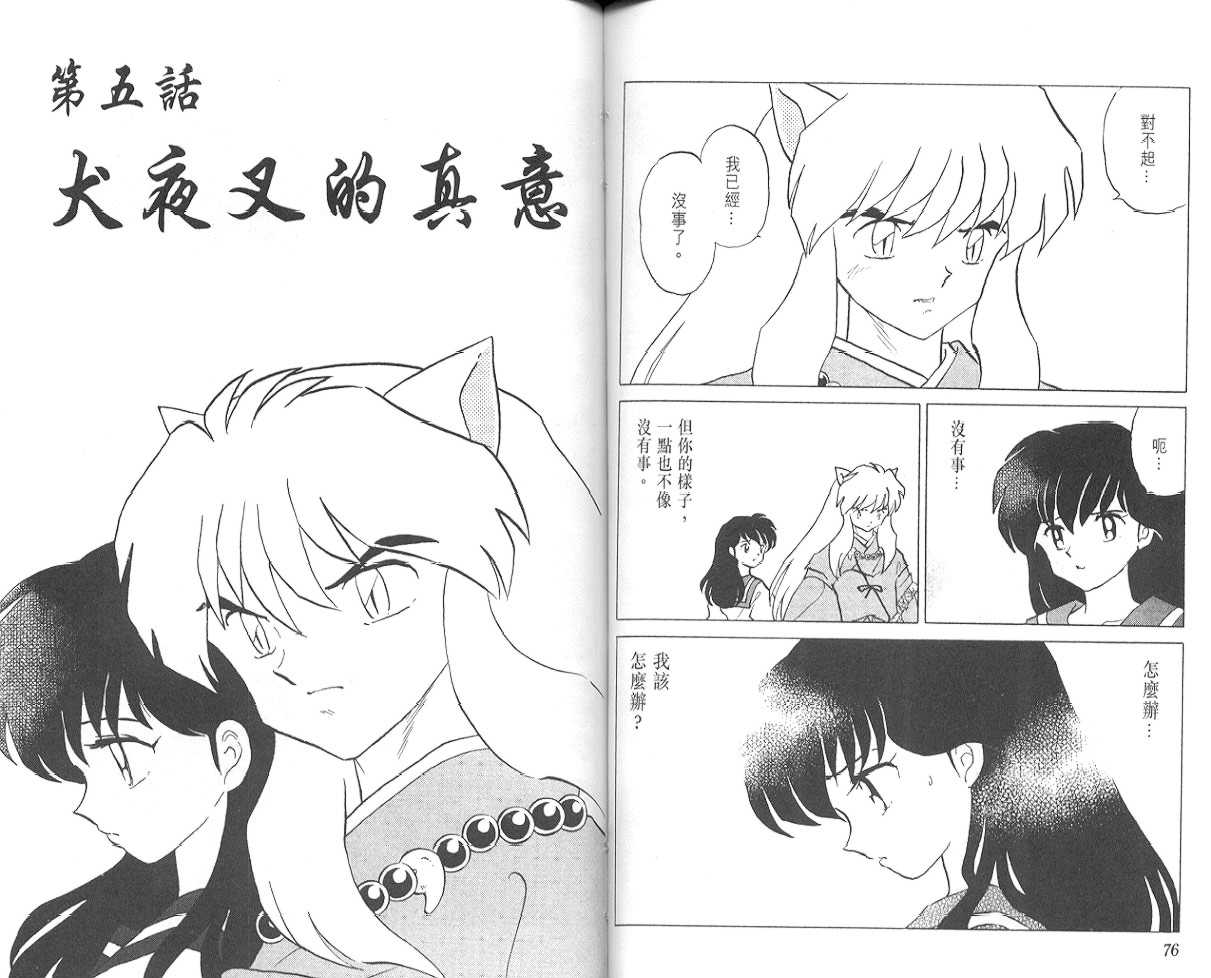 對不起…
我已經…
沒事了。
呃…
沒有事…
但你的樣子，
一點也不像
沒有事。
怎麼辦…
我該
怎麼辦？
76
第五話
犬夜叉的真意